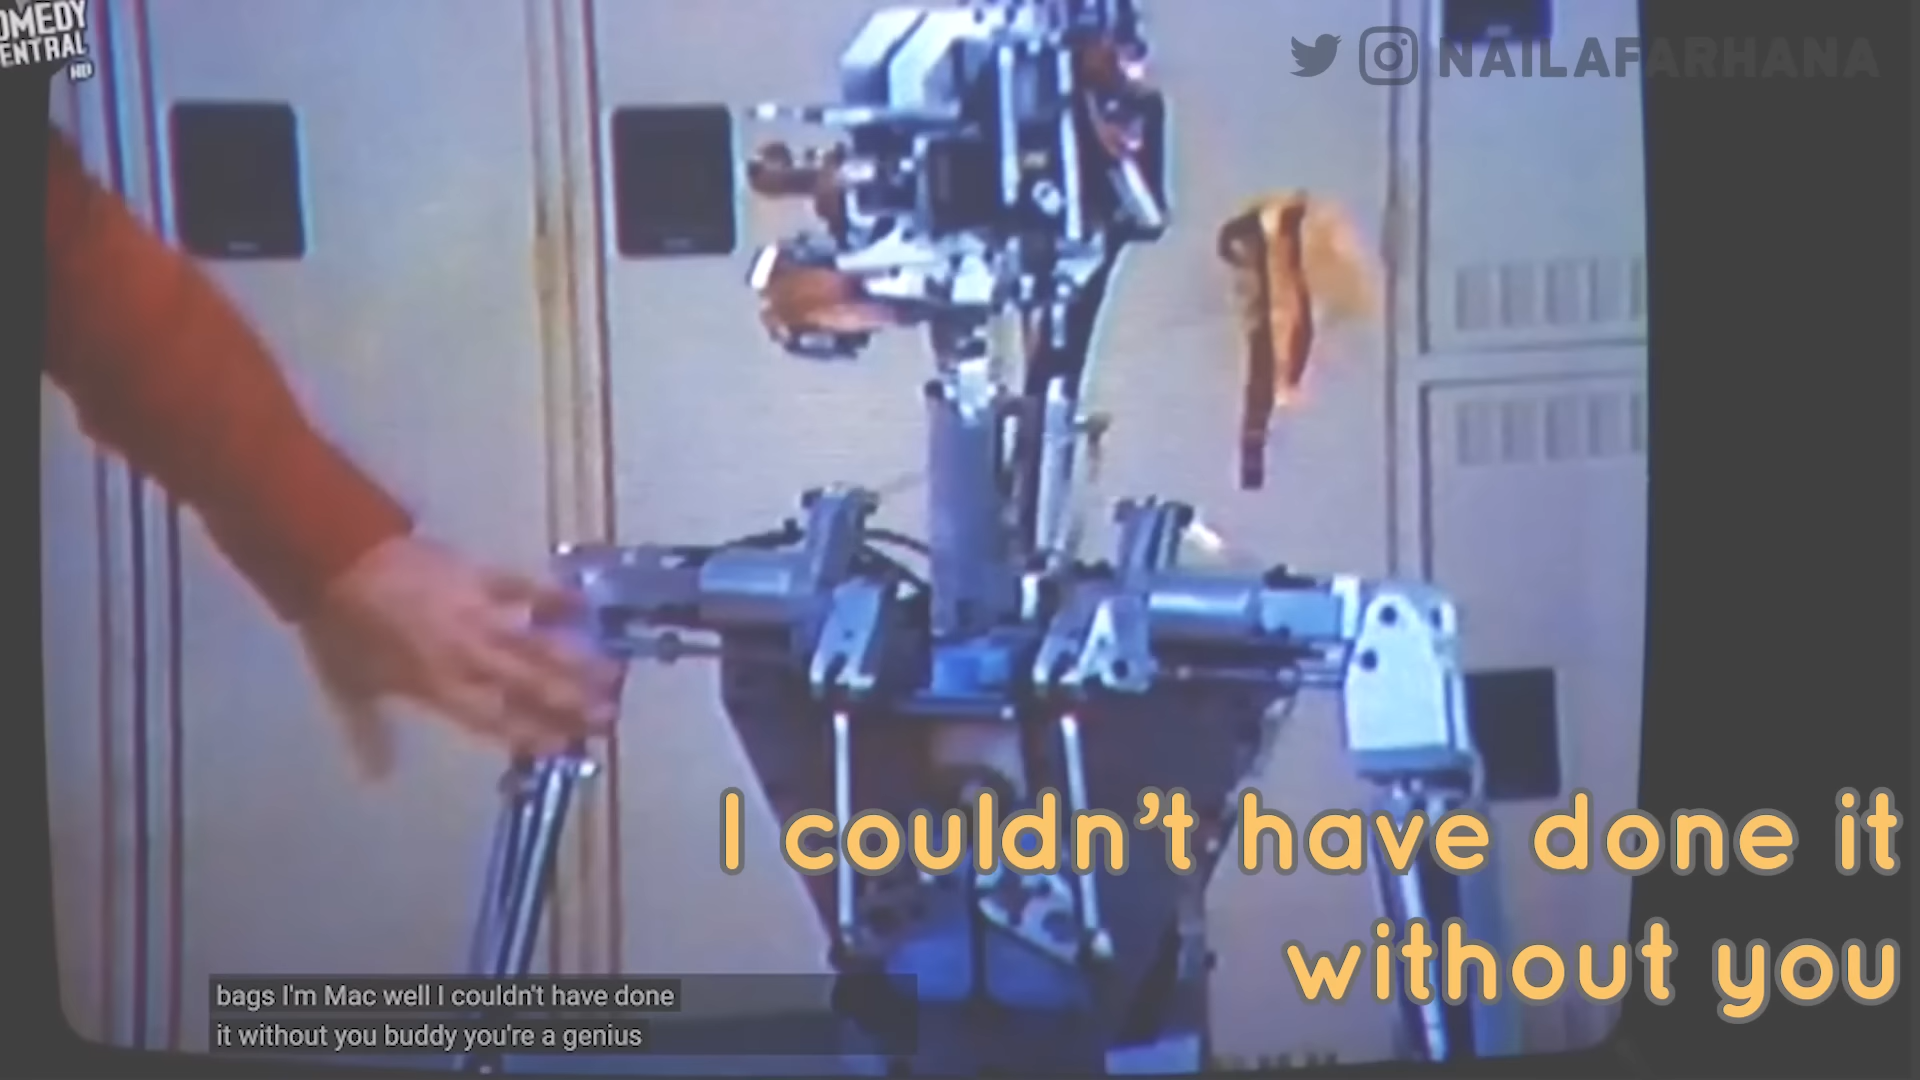 OMEDY
ENTRAL
HD
NAILAFARHANA
I couldn't have done it
without you
bags I'm Mac well I couldn't have done
it without you buddy you're a genius